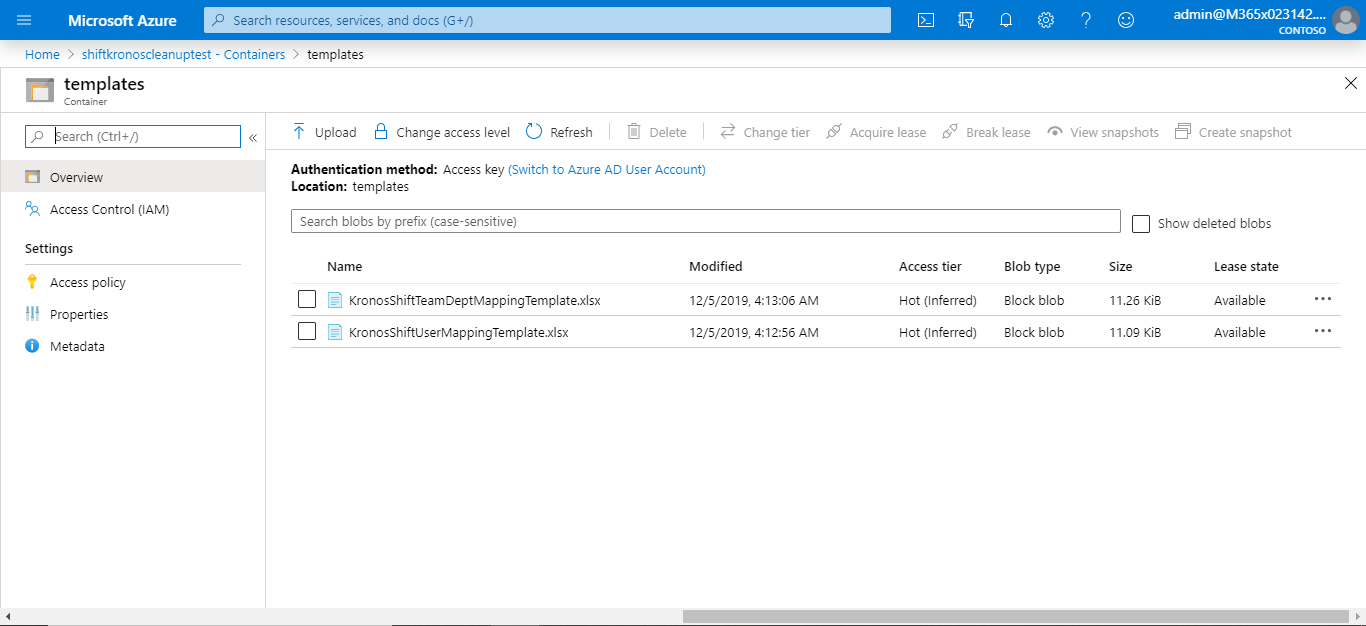 Microsoft Azure
Search resources, services, and docs (G+/)
admin@M365x023142....
CONTOSO
Home > shiftkronoscleanuptest - Containers > templates
templates
Container
Search (Ctrl+/)
«
Overview
Access Control (IAM)
Settings
Access policy
Properties
Metadata
Upload Change access level Refresh Delete Change tier Acquire lease Break lease View snapshots Create snapshot
Authentication method: Access key (Switch to Azure AD User Account)
Location: templates
Search blobs by prefix (case-sensitive)
Show deleted blobs
Name Modified Access tier Blob type Size Lease state
KronosShiftTeamDeptMappingTemplate.xlsx 12/5/2019, 4:13:06 AM Hot (Inferred) Block blob 11.26 KiB Available ...
KronosShiftUserMappingTemplate.xlsx 12/5/2019, 4:12:56 AM Hot (Inferred) Block blob 11.09 KiB Available ...